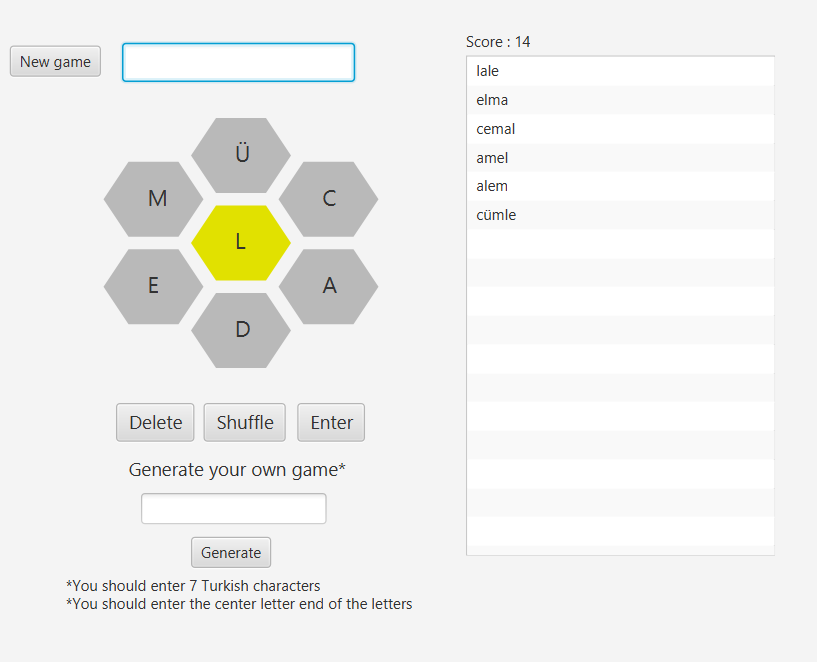 New game
Score : 14
Ü
M
C
L
E
A
D
Delete
Shuffle
Enter
Generate your own game*
Generate
*You should enter 7 Turkish characters
*You should enter the center letter end of the letters
lale
elma
cemal
amel
alem
cümle